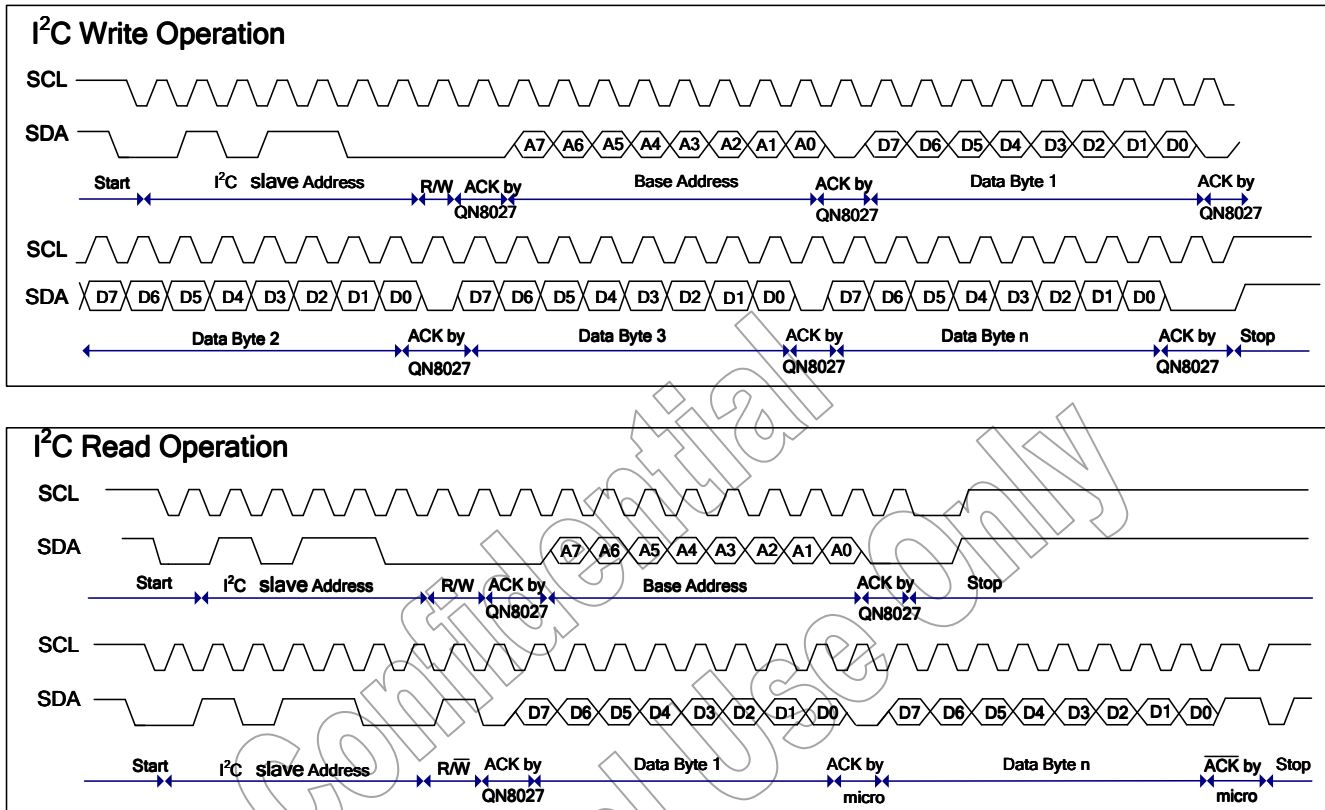 I²C Write Operation
SCL
SDA A7 A6 A5 A4 A3 A2 A1 A0 D7 D6 D5 D4 D3 D2 D1 D0
Start I²C slave Address R/W ACK by QN8027 Base Address ACK by QN8027 Data Byte 1 ACK by QN8027
SCL
SDA D7 D6 D5 D4 D3 D2 D1 D0 D7 D6 D5 D4 D3 D2 D1 D0 D7 D6 D5 D4 D3 D2 D1 D0
Data Byte 2 ACK by QN8027 Data Byte 3 ACK by QN8027 Data Byte n ACK by QN8027 Stop
I²C Read Operation
SCL
SDA A7 A6 A5 A4 A3 A2 A1 A0
Start I²C slave Address R/W ACK by QN8027 Base Address ACK by QN8027 Stop
SCL
SDA D7 D6 D5 D4 D3 D2 D1 D0 D7 D6 D5 D4 D3 D2 D1 D0
Start I²C slave Address R/W̅ ACK by QN8027 Data Byte 1 ACK by micro Data Byte n A̅C̅K̅ by micro Stop
Confidential
Use Only